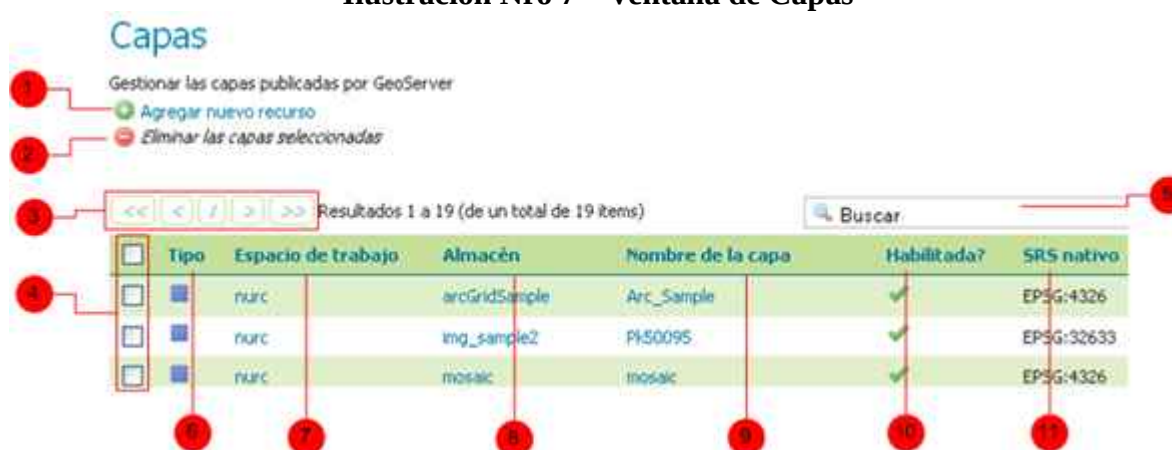 Ilustración Nro 7 – Ventana de Capas
Capas
Gestionar las capas publicadas por GeoServer
1
Agregar nuevo recurso
2
Eliminar las capas seleccionadas
3
<< < 1 > >> Resultados 1 a 19 (de un total de 19 items)
Buscar
5
Tipo Espacio de trabajo Almacén Nombre de la capa Habilitada? SRS nativo
4
nurc arcGridSample Arc_Sample EPSG:4326
nurc img_sample2 Pk50095 EPSG:32633
nurc mosaic mosaic EPSG:4326
6 7 8 9 10 11